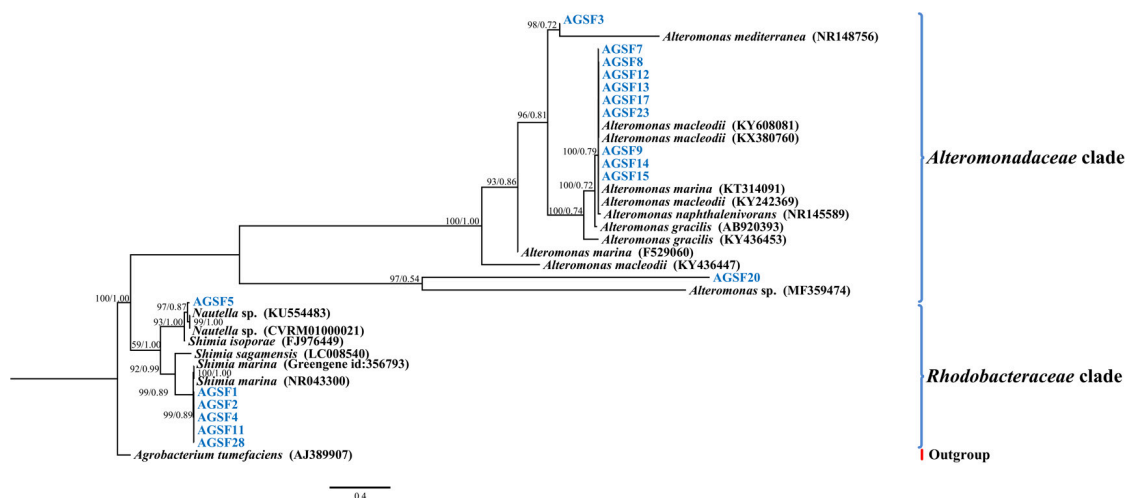 98/0.72
AGSF3
Alteromonas mediterranea (NR148756)
AGSF7
AGSF8
AGSF12
AGSF13
AGSF17
AGSF23
96/0.81
Alteromonas macleodii (KY608081)
Alteromonas macleodii (KX380760)
100/0.79
AGSF9
AGSF14
AGSF15
Alteromonadaceae clade
93/0.86
100/0.72
Alteromonas marina (KT314091)
Alteromonas macleodii (KY242369)
100/0.74
Alteromonas naphthalenivorans (NR145589)
100/1.00
Alteromonas gracilis (AB920393)
Alteromonas gracilis (KY436453)
Alteromonas marina (F529060)
Alteromonas macleodii (KY436447)
97/0.54
AGSF20
Alteromonas sp. (MF359474)
100/1.00
AGSF5
97/0.87
Nautella sp. (KU554483)
93/1.00
99/1.00
Nautella sp. (CVRM01000021)
Shimia isoporae (FJ976449)
59/1.00
Shimia sagamensis (LC008540)
Shimia marina (Greengene id:356793)
92/0.99
100/1.00
Shimia marina (NR043300)
Rhodobacteraceae clade
99/0.89
AGSF1
AGSF2
99/0.89
AGSF4
AGSF11
AGSF28
Agrobacterium tumefaciens (AJ389907)
Outgroup
0.4